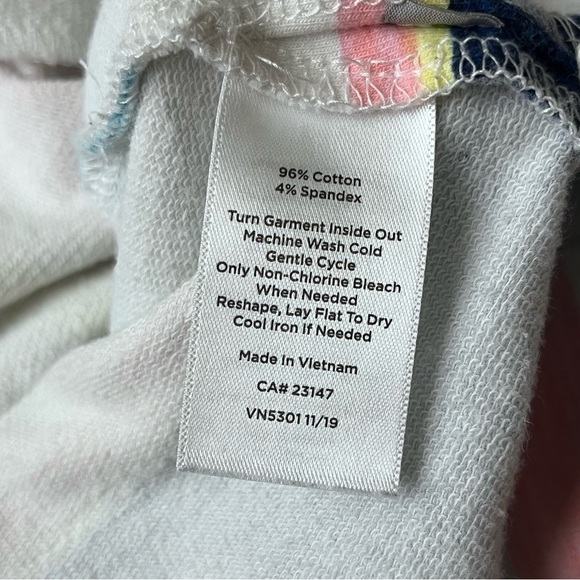 96% Cotton
4% Spandex
Turn Garment Inside Out
Machine Wash Cold
Gentle Cycle
Only Non-Chlorine Bleach
When Needed
Reshape, Lay Flat To Dry
Cool Iron If Needed
Made In Vietnam
CA# 23147
VN5301 11/19